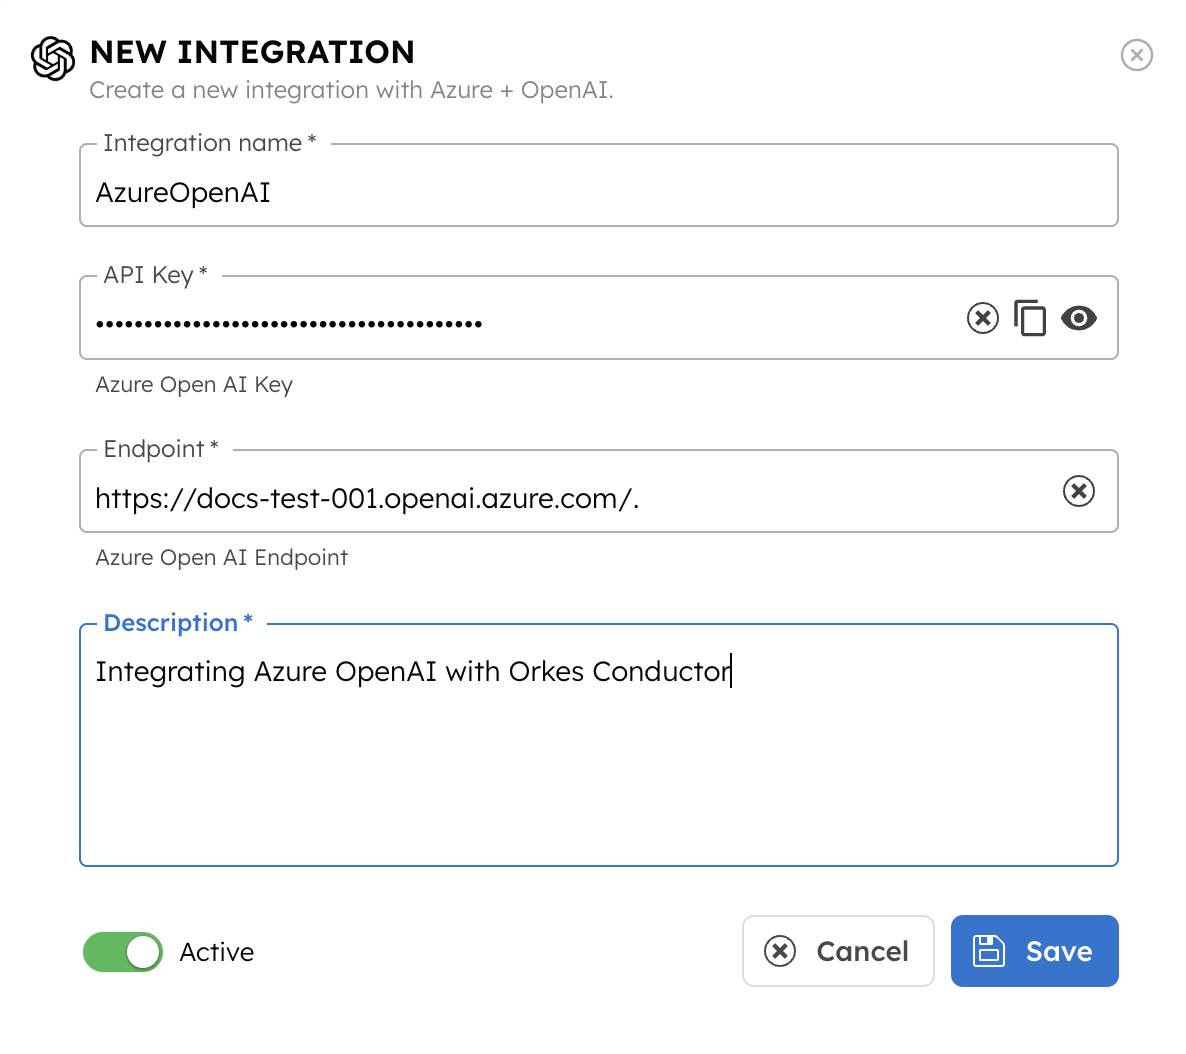 NEW INTEGRATION
Create a new integration with Azure + OpenAI.
Integration name *
AzureOpenAI
API Key *
••••••••••••••••••••••••••••••••••••••••
Azure Open AI Key
Endpoint *
https://docs-test-001.openai.azure.com/.
Azure Open AI Endpoint
Description *
Integrating Azure OpenAI with Orkes Conductor
Active
Cancel
Save